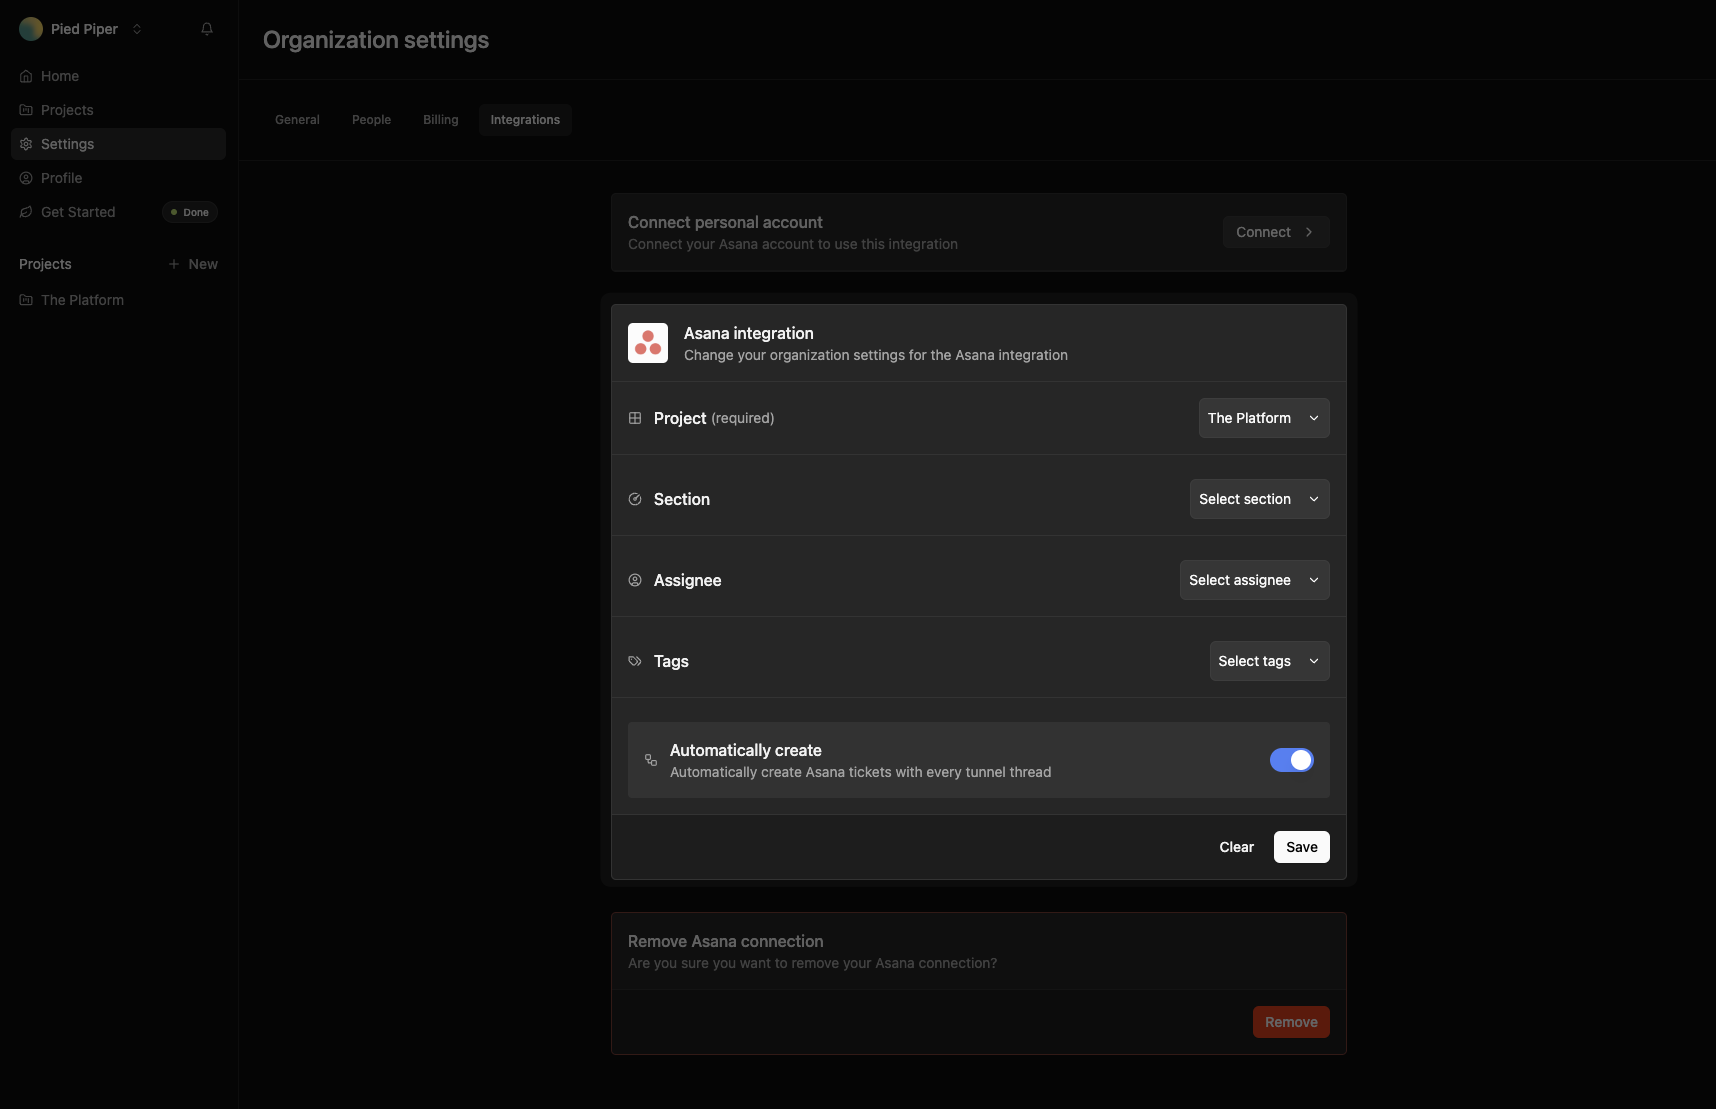 Pied Piper
Home
Projects
Settings
Profile
Get Started
Done
Projects
New
The Platform
Organization settings
General
People
Billing
Integrations
Connect personal account
Connect your Asana account to use this integration
Connect
Asana integration
Change your organization settings for the Asana integration
Project (required)
The Platform
Section
Select section
Assignee
Select assignee
Tags
Select tags
Automatically create
Automatically create Asana tickets with every tunnel thread
Clear
Save
Remove Asana connection
Are you sure you want to remove your Asana connection?
Remove